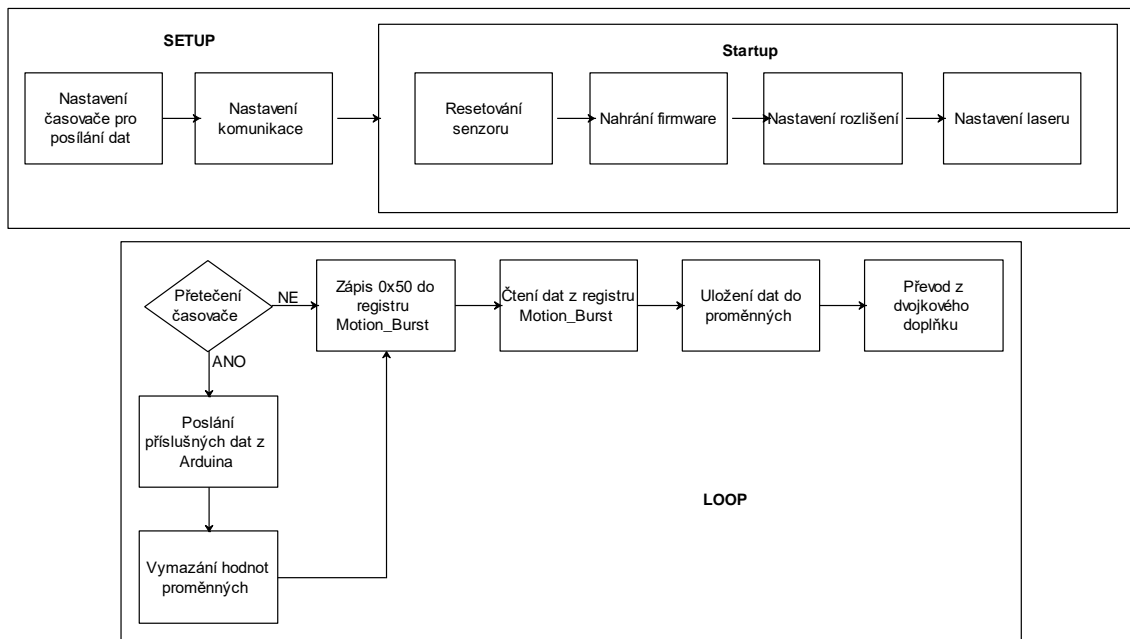 SETUP
Startup
Nastavení
časovače pro
posílání dat
Nastavení
komunikace
Resetování
senzoru
Nahrání firmware
Nastavení rozlišení
Nastavení laseru
Přetečení
časovače
NE
ANO
Zápis 0x50 do
registru
Motion_Burst
Čtení dat z registru
Motion_Burst
Uložení dat do
proměnných
Převod z
dvojkového
doplňku
Poslání
příslušných dat z
Arduina
Vymazání hodnot
proměnných
LOOP